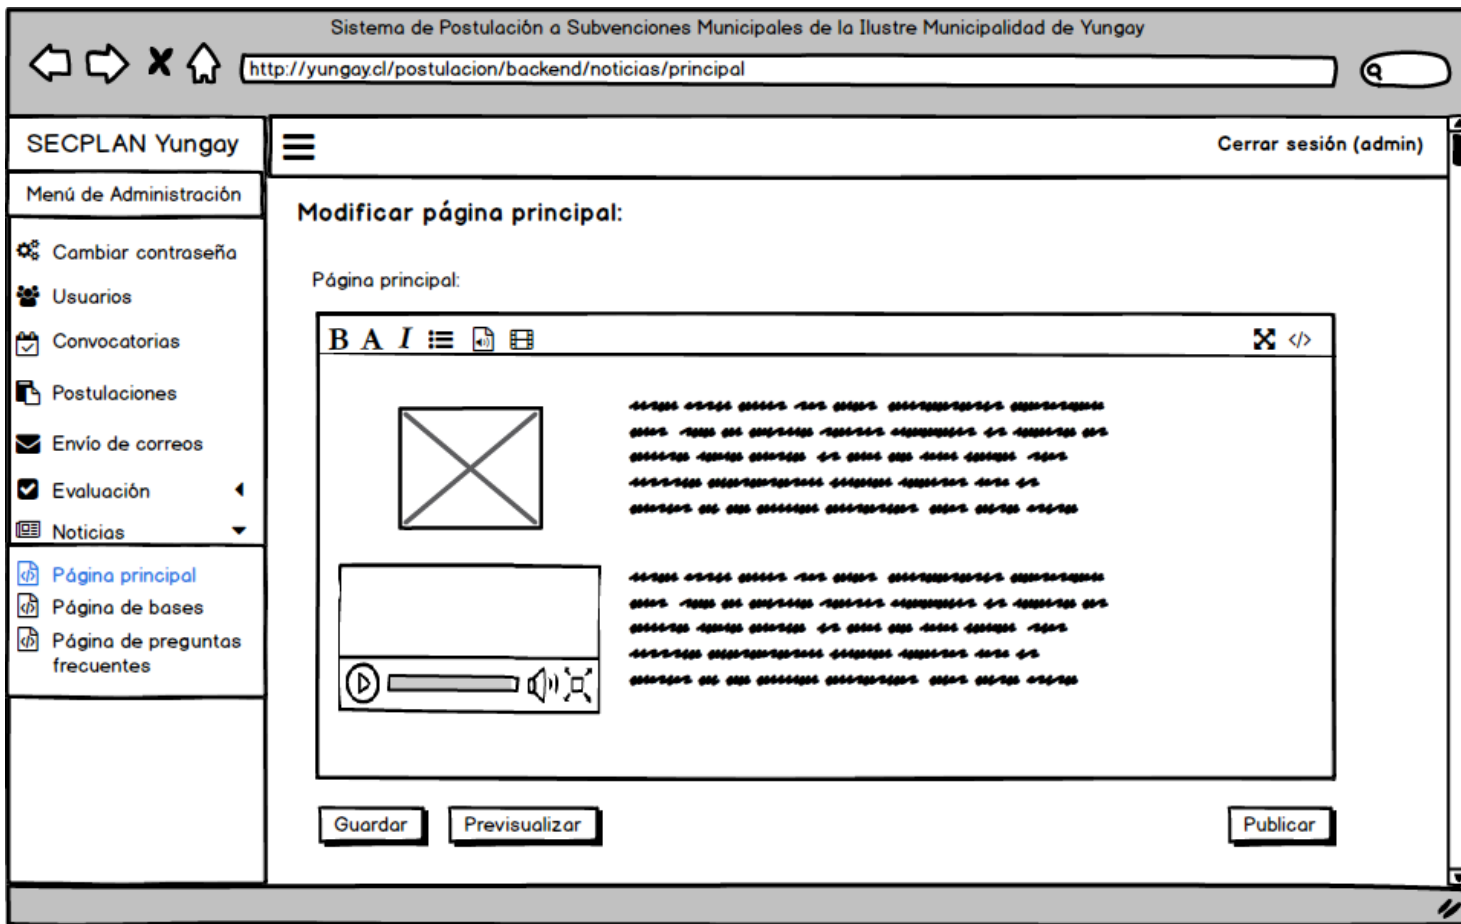 Sistema de Postulación a Subvenciones Municipales de la Ilustre Municipalidad de Yungay
http://yungay.cl/postulacion/backend/noticias/principal
SECPLAN Yungay
Cerrar sesión (admin)
Menú de Administración
Modificar página principal:
Cambiar contraseña
Usuarios
Convocatorias
Postulaciones
Envío de correos
Evaluación
Noticias
Página principal
Página de bases
Página de preguntas
frecuentes
Página principal:
B A I
</>
Guardar
Previsualizar
Publicar